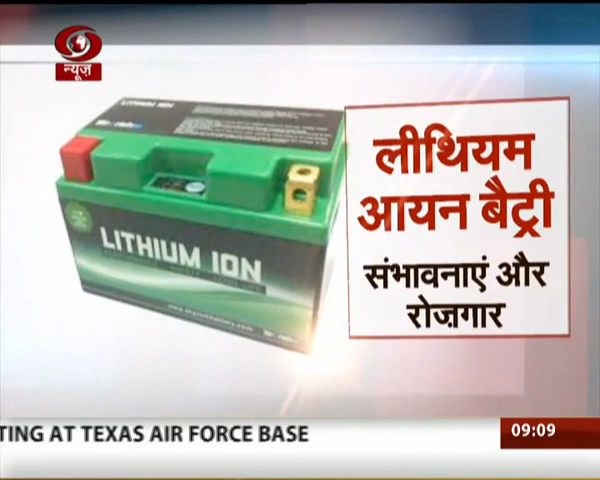 न्यूज़
LITHIUM ION
लीथियम
आयन बैट्री
संभावनाएं और
रोज़गार
LITHIUM ION
TING AT TEXAS AIR FORCE BASE
09:09